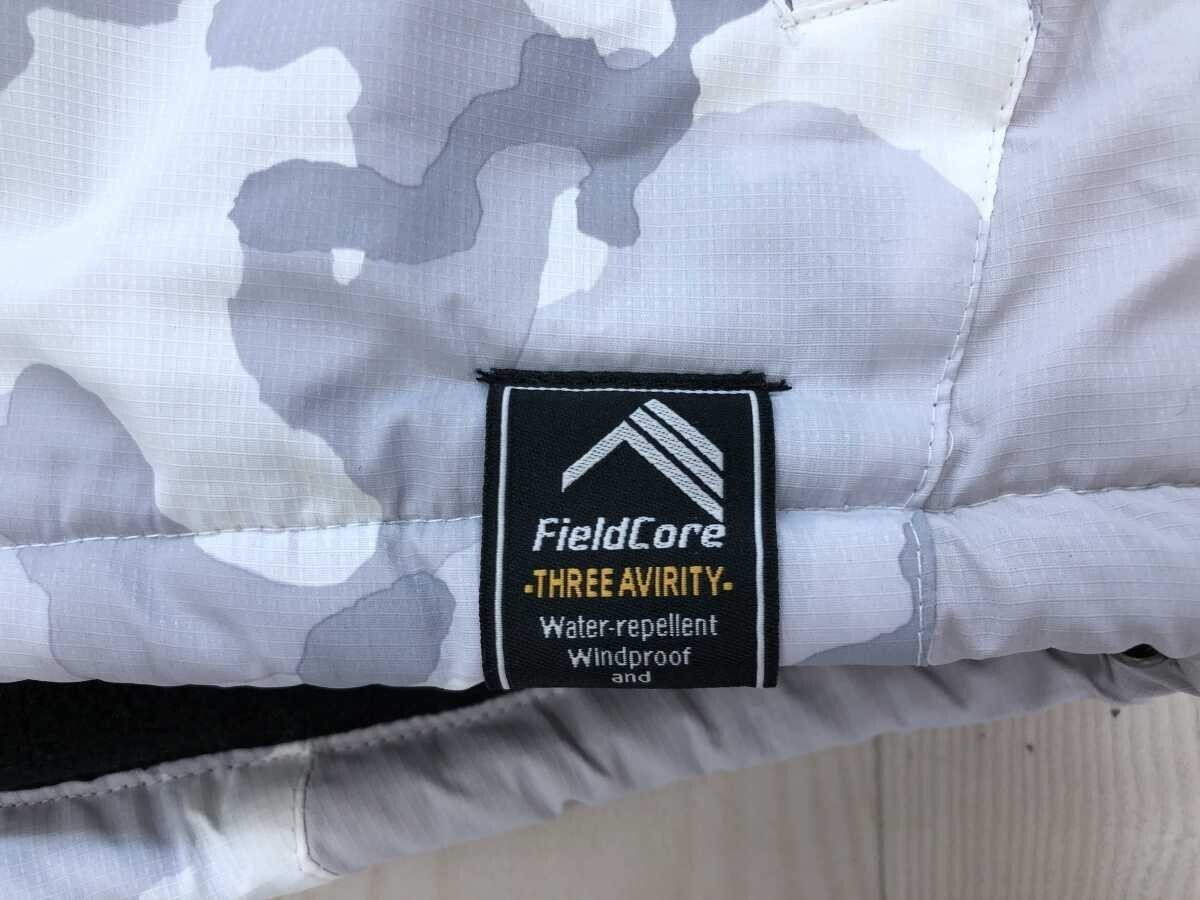 FieldCore
•THREE AVIRITY•
Water-repellent
Windproof
and